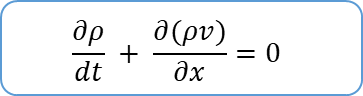 ∂ρ/dt + ∂(ρv)/∂x = 0